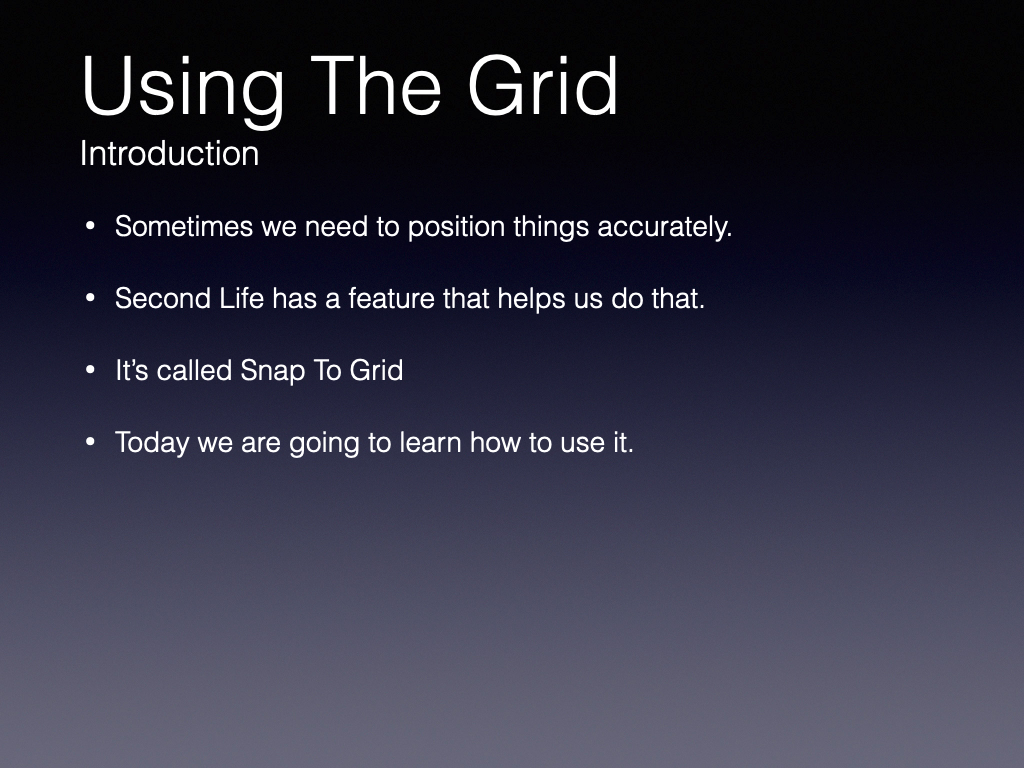 Using The Grid
Introduction
• Sometimes we need to position things accurately.
• Second Life has a feature that helps us do that.
• It’s called Snap To Grid
• Today we are going to learn how to use it.